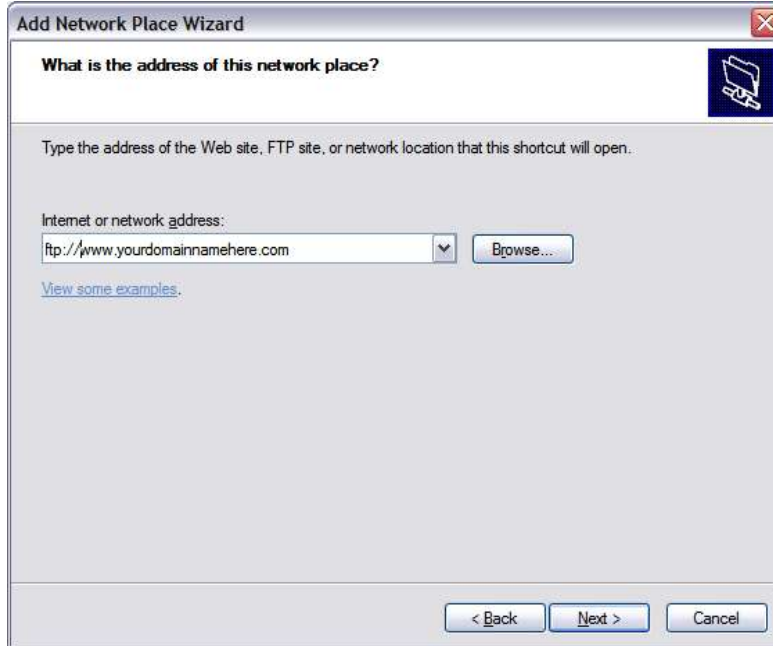 Add Network Place Wizard
What is the address of this network place?
Type the address of the Web site, FTP site, or network location that this shortcut will open.
Internet or network address:
ftp://www.yourdomainnamehere.com
Browse...
View some examples.
< Back Next > Cancel